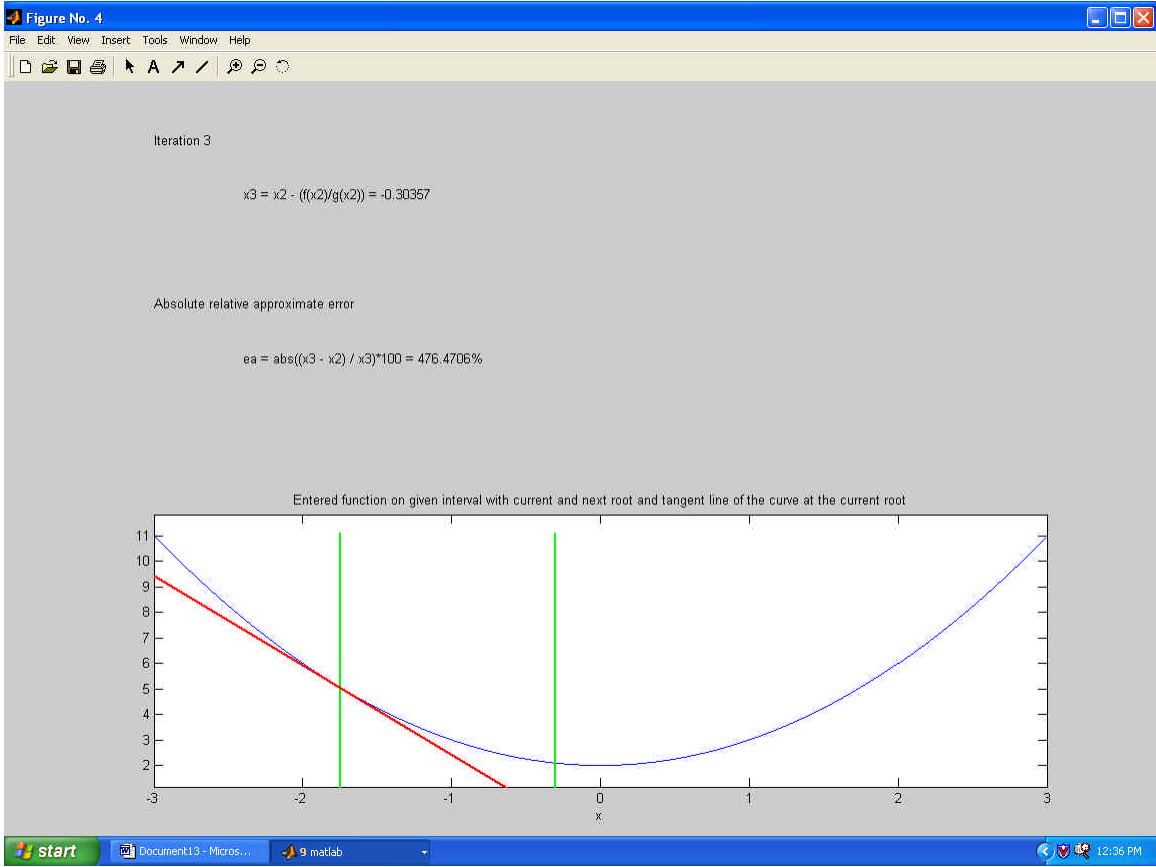 Figure No. 4
File Edit View Insert Tools Window Help
A
Iteration 3
x3 = x2 - (f(x2)/g(x2)) = -0.30357
Absolute relative approximate error
ea = abs((x3 - x2) / x3)*100 = 476.4706%
Entered function on given interval with current and next root and tangent line of the curve at the current root
11
10
9
8
7
6
5
4
3
2
-3 -2 -1 0 1 2 3
x
start Document13 - Micros... 9 matlab 12:36 PM